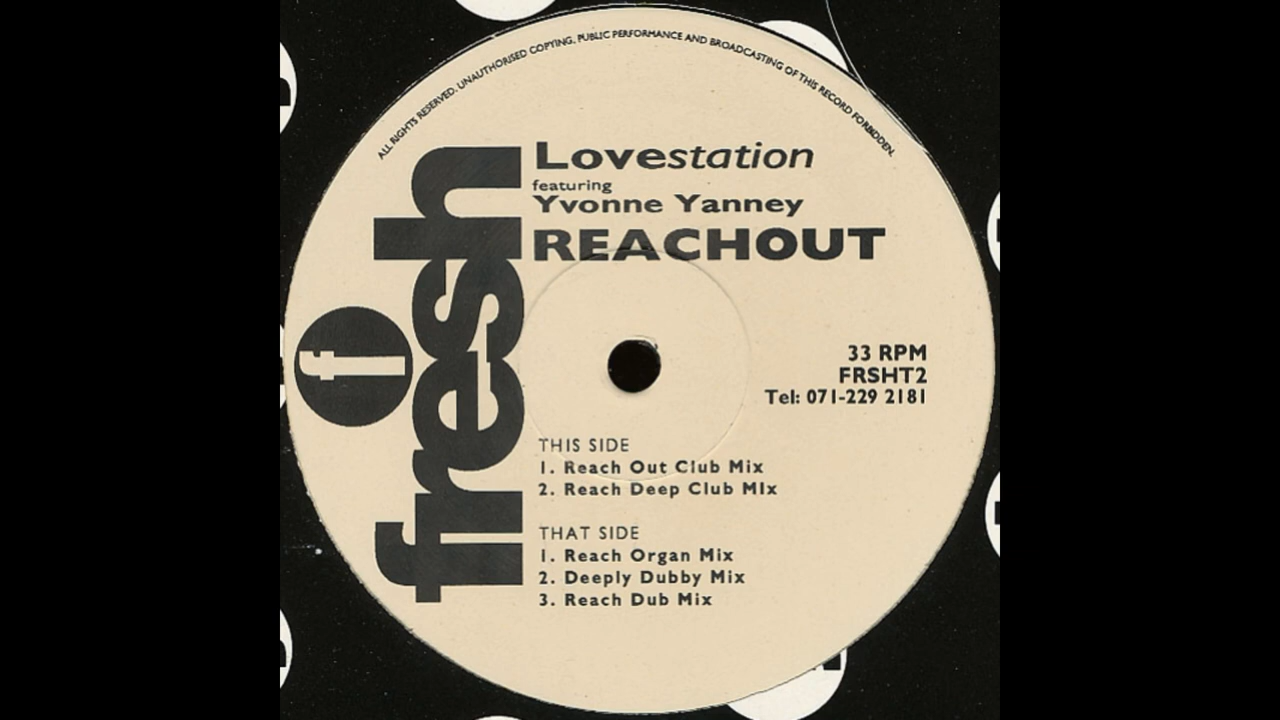 ALL RIGHTS RESERVED. UNAUTHORISED COPYING, PUBLIC PERFORMANCE AND BROADCASTING OF THIS RECORD FORBIDDEN.
fresh
f
Lovestation
featuring
Yvonne Yanney
REACHOUT
33 RPM
FRSHT2
Tel: 071-229 2181
THIS SIDE
1. Reach Out Club Mix
2. Reach Deep Club MIx
THAT SIDE
1. Reach Organ Mix
2. Deeply Dubby Mix
3. Reach Dub Mix